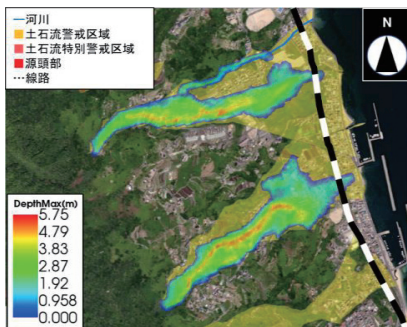 河川
土石流警戒区域
土石流特別警戒区域
源頭部
線路
N
DepthMax(m)
5.75
4.79
3.83
2.87
1.92
0.958
0.000